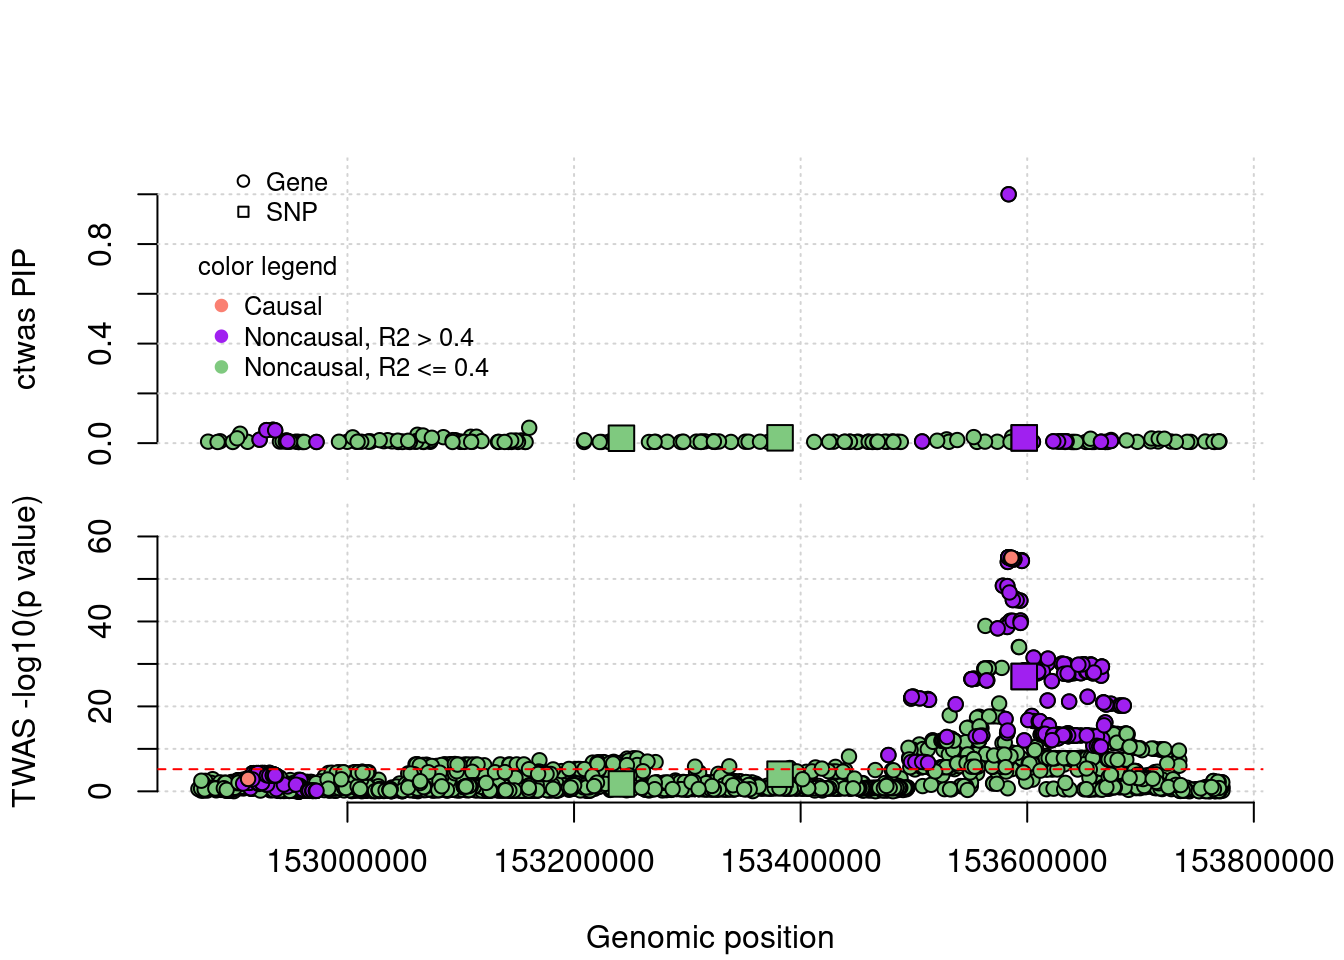 Gene
SNP
color legend
Causal
Noncausal, R2 > 0.4
Noncausal, R2 <= 0.4
ctwas PIP
0.8
0.4
0.0
TWAS -log10(p value)
60
40
20
0
153000000 153200000 153400000 153600000 153800000
Genomic position